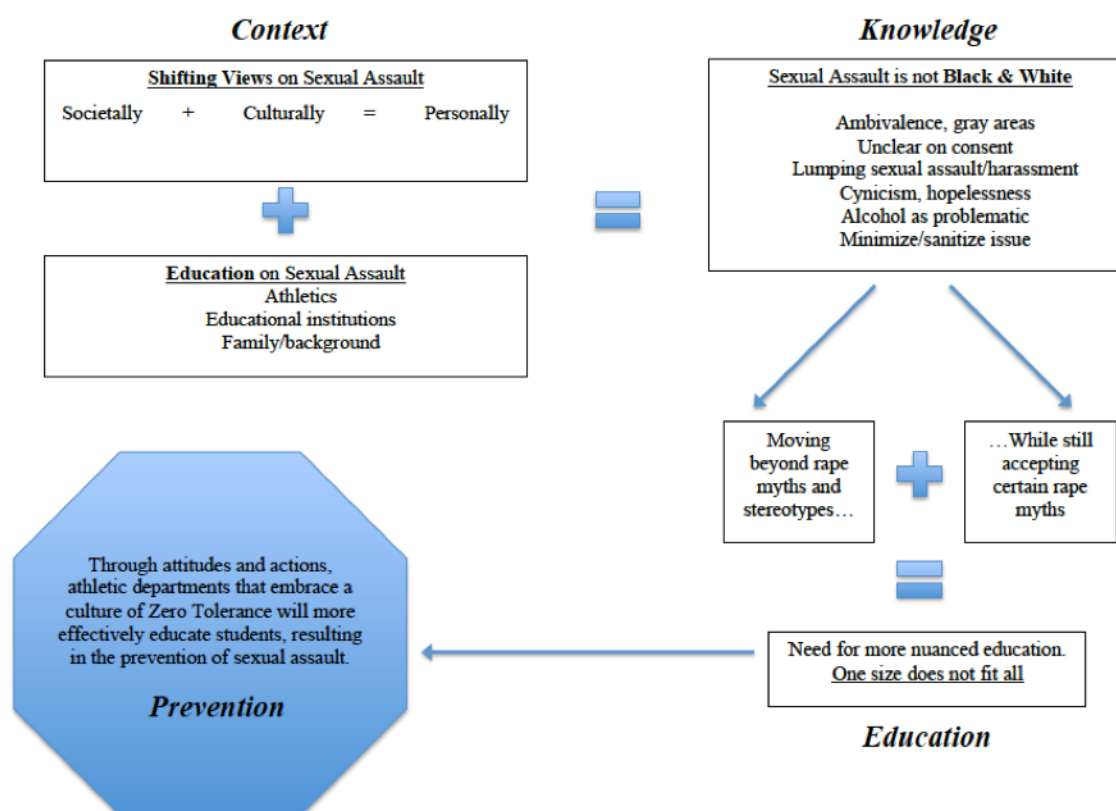 Context
Shifting Views on Sexual Assault
Societally + Culturally = Personally
Education on Sexual Assault
Athletics
Educational institutions
Family/background
Knowledge
Sexual Assault is not Black & White
Ambivalence, gray areas
Unclear on consent
Lumping sexual assault/harassment
Cynicism, hopelessness
Alcohol as problematic
Minimize/sanitize issue
Moving
beyond rape
myths and
stereotypes…
…While still
accepting
certain rape
myths
Need for more nuanced education.
One size does not fit all
Education
Through attitudes and actions,
athletic departments that embrace a
culture of Zero Tolerance will more
effectively educate students, resulting
in the prevention of sexual assault.
Prevention